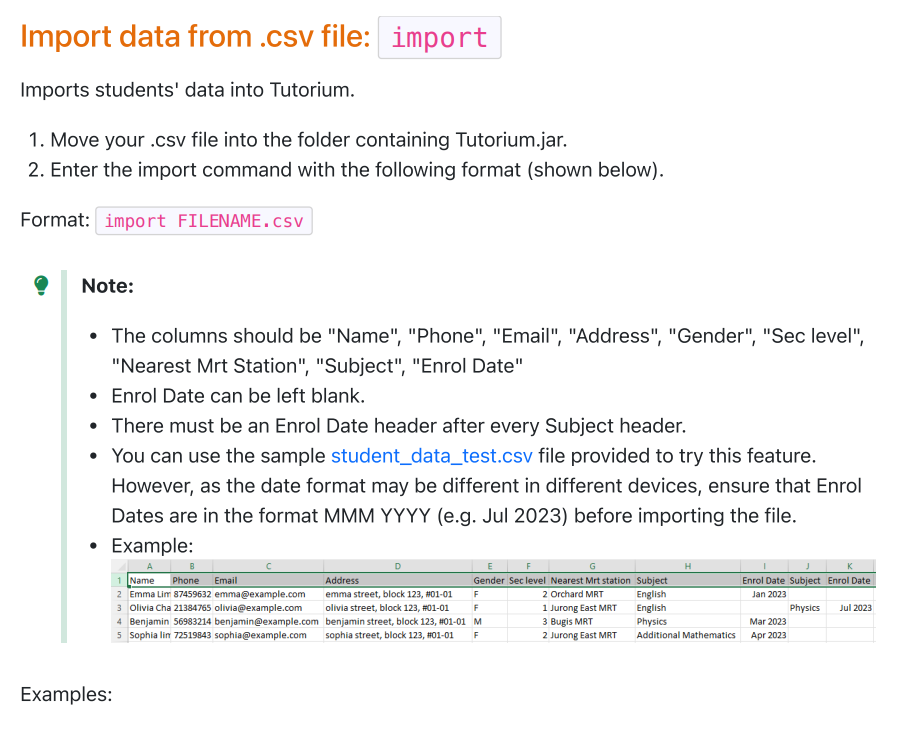 Import data from .csv file: import
Imports students' data into Tutorium.
1. Move your .csv file into the folder containing Tutorium.jar.
2. Enter the import command with the following format (shown below).
Format: import FILENAME.csv
Note:
• The columns should be "Name", "Phone", "Email", "Address", "Gender", "Sec level",
"Nearest Mrt Station", "Subject", "Enrol Date"
• Enrol Date can be left blank.
• There must be an Enrol Date header after every Subject header.
• You can use the sample student_data_test.csv file provided to try this feature.
However, as the date format may be different in different devices, ensure that Enrol
Dates are in the format MMM YYYY (e.g. Jul 2023) before importing the file.
• Example:
A B C D E F G H I J K
1 Name Phone Email Address Gender Sec level Nearest Mrt station Subject Enrol Date Subject Enrol Date
2 Emma Lim 87459632 emma@example.com emma street, block 123, #01-01 F 2 Orchard MRT English Jan 2023
3 Olivia Cha 21384765 olivia@example.com olivia street, block 123, #01-01 F 1 Jurong East MRT English Physics Jul 2023
4 Benjamin 56983214 benjamin@example.com benjamin street, block 123, #01-01 M 3 Bugis MRT Physics Mar 2023
5 Sophia lin 72519843 sophia@example.com sophia street, block 123, #01-01 F 2 Jurong East MRT Additional Mathematics Apr 2023
Examples: